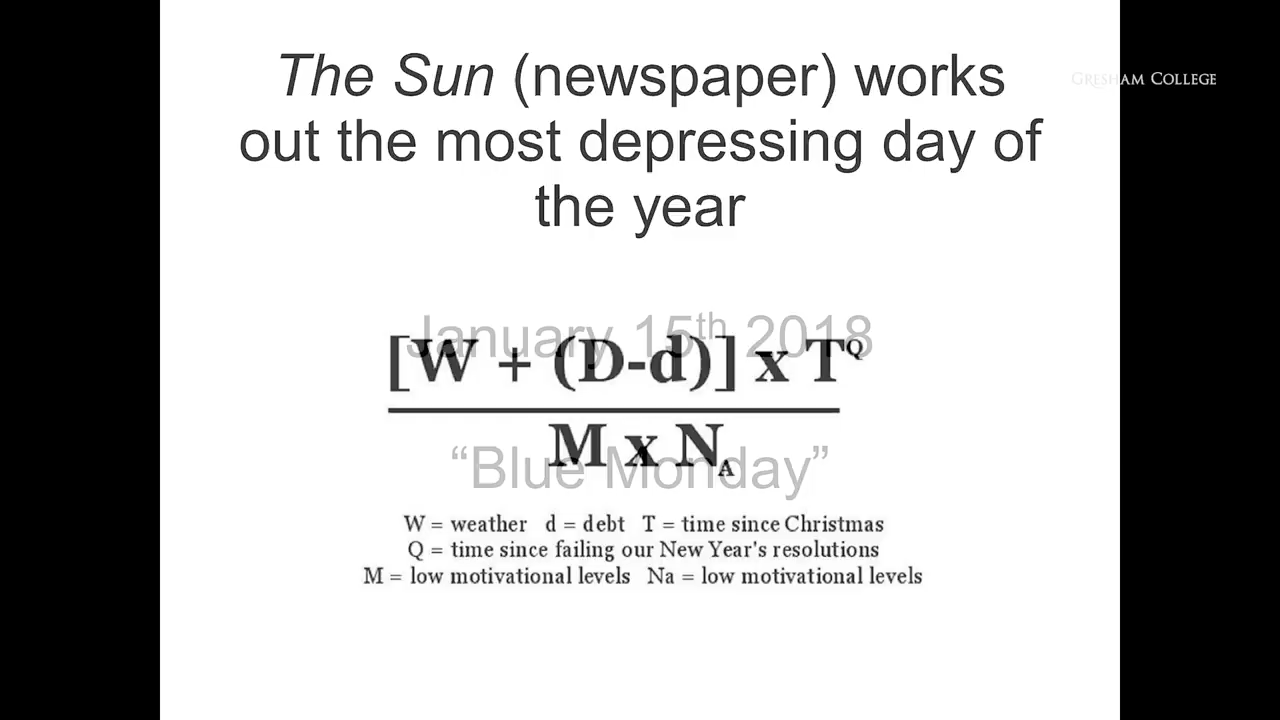 The Sun (newspaper) works
out the most depressing day of
the year
GRESHAM COLLEGE
January 15th 2018
[W + (D-d)] x TQ
M x NA
“Blue Monday”
W = weather d = debt T = time since Christmas
Q = time since failing our New Year's resolutions
M = low motivational levels Na = low motivational levels